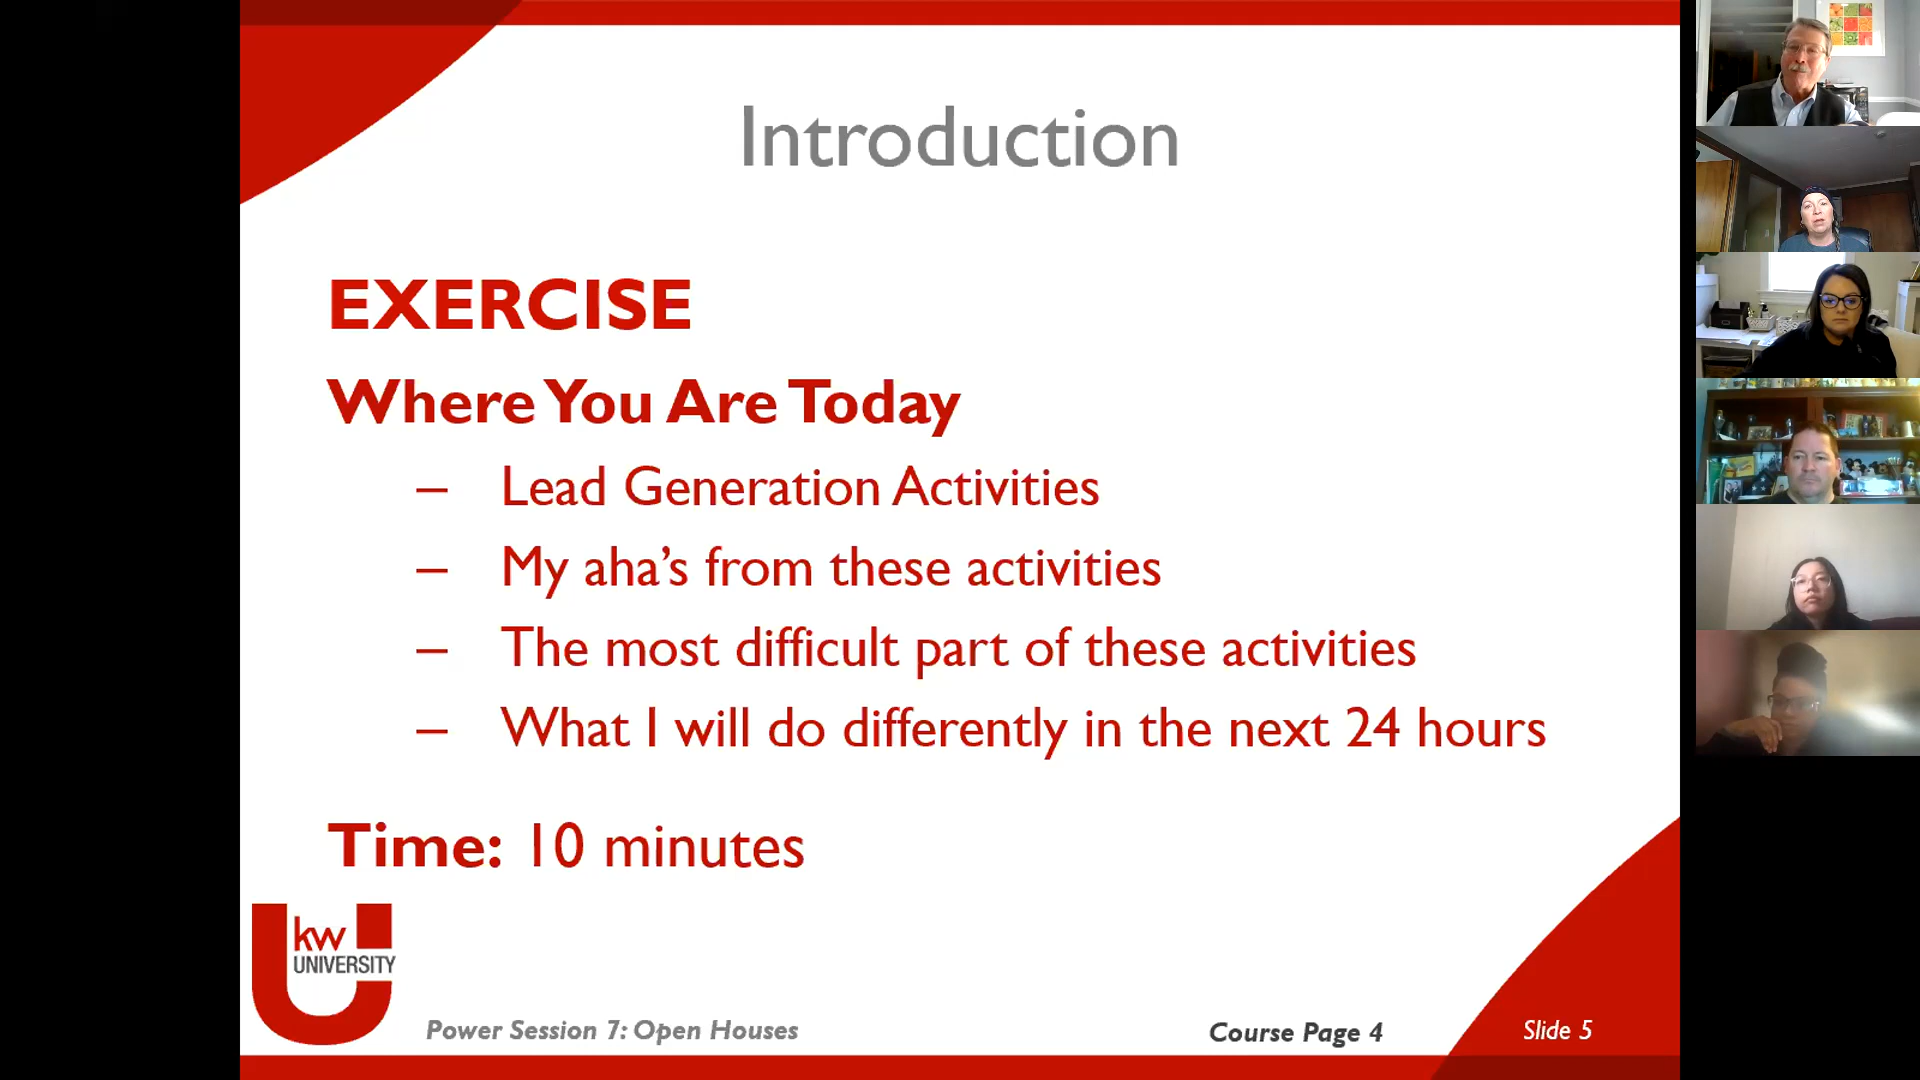 Introduction
EXERCISE
Where You Are Today
– Lead Generation Activities
– My aha’s from these activities
– The most difficult part of these activities
– What I will do differently in the next 24 hours
Time: 10 minutes
kw
UNIVERSITY
Power Session 7: Open Houses
Course Page 4
Slide 5